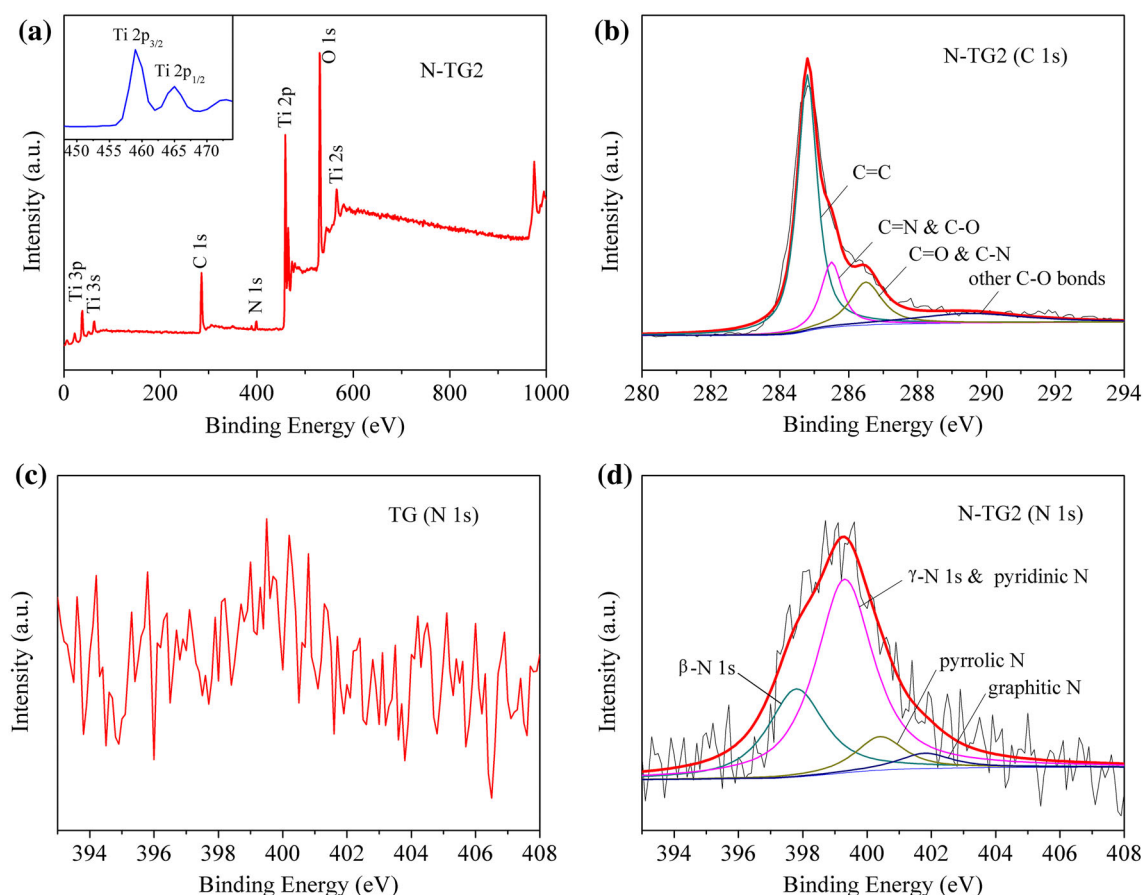 (a)
Ti 2p3/2
Ti 2p1/2
450 455 460 465 470
O 1s
N-TG2
Ti 2p
Ti 2s
C 1s
N 1s
Ti 3p
Ti 3s
Intensity (a.u.)
0 200 400 600 800 1000
Binding Energy (eV)
(b)
N-TG2 (C 1s)
C=C
C=N & C-O
C=O & C-N
other C-O bonds
Intensity (a.u.)
280 282 284 286 288 290 292 294
Binding Energy (eV)
(c)
TG (N 1s)
Intensity (a.u.)
394 396 398 400 402 404 406 408
Binding Energy (eV)
(d)
N-TG2 (N 1s)
γ-N 1s & pyridinic N
β-N 1s
pyrrolic N
graphitic N
Intensity (a.u.)
394 396 398 400 402 404 406 408
Binding Energy (eV)